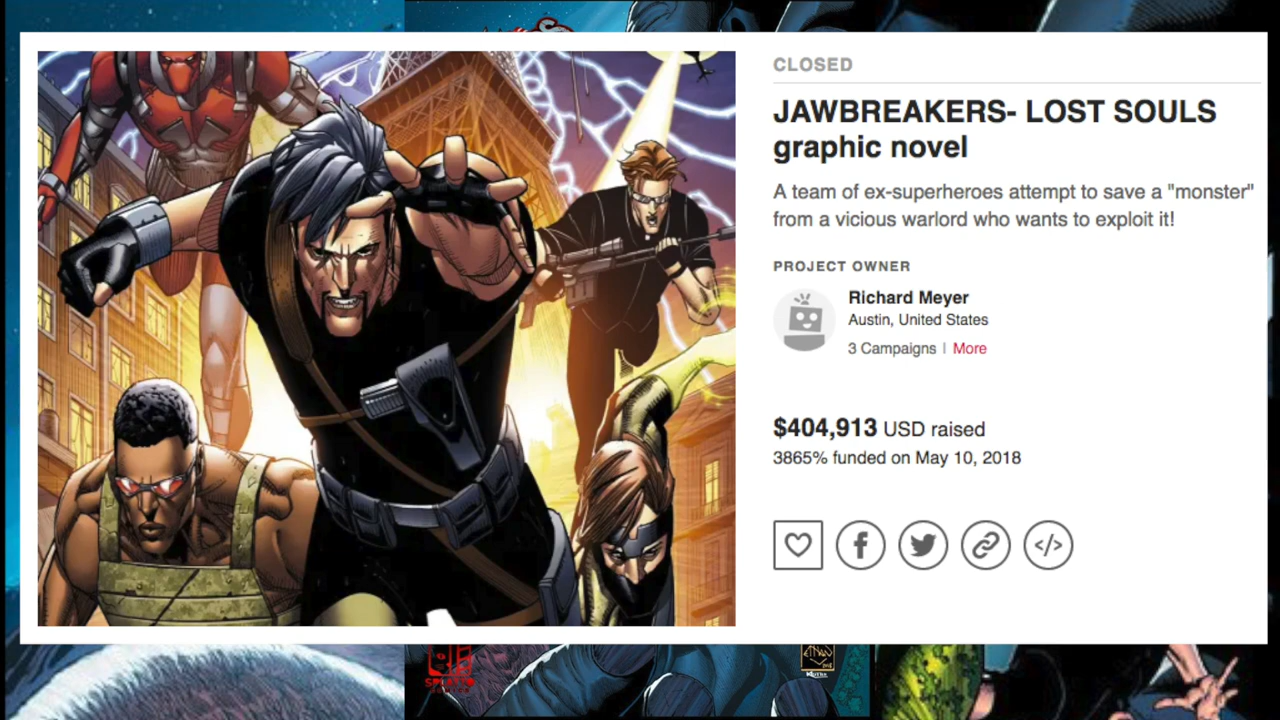 CLOSED
JAWBREAKERS- LOST SOULS
graphic novel
A team of ex-superheroes attempt to save a "monster"
from a vicious warlord who wants to exploit it!
PROJECT OWNER
Richard Meyer
Austin, United States
3 Campaigns | More
$404,913 USD raised
3865% funded on May 10, 2018